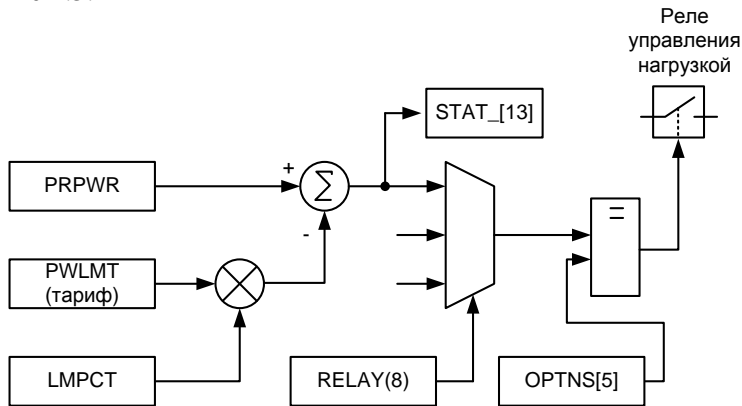 Реле
управления
нагрузкой
STAT_[13]
PRPWR
+
Σ
-
=
PWLMT
(тариф)
LMPCT
RELAY(8)
OPTNS[5]